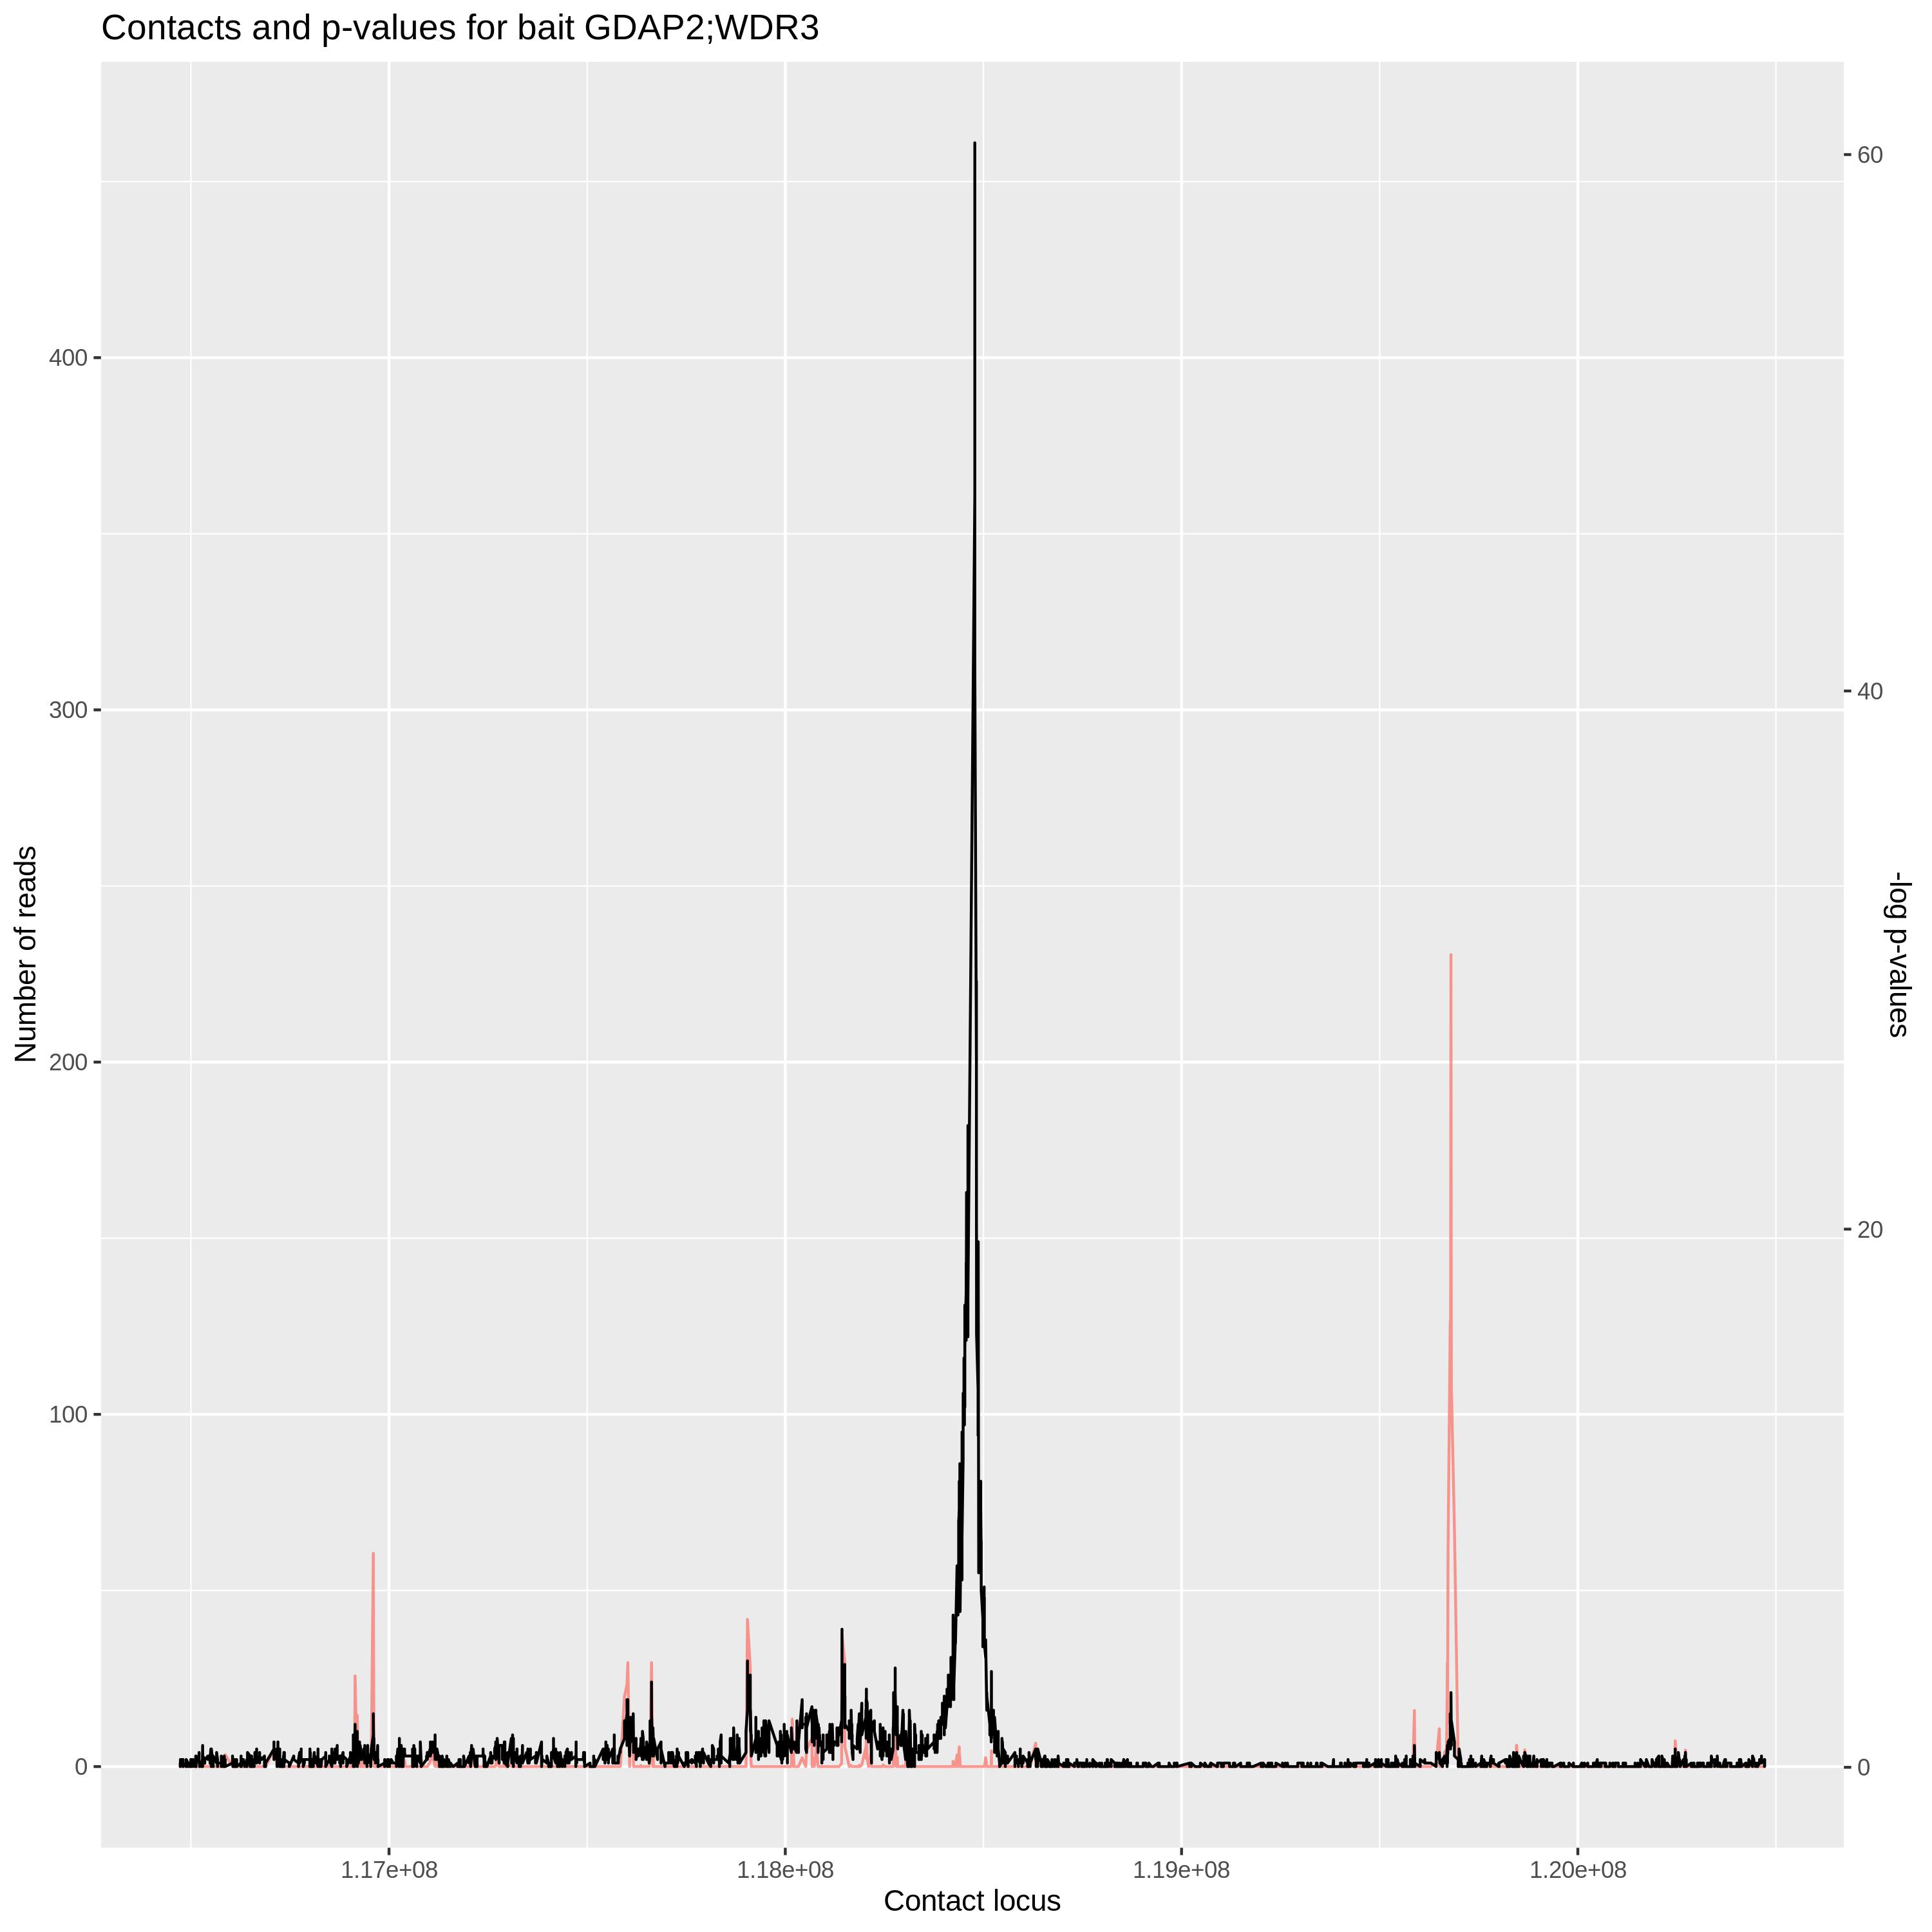 Contacts and p-values for bait GDAP2;WDR3
Number of reads
400
300
200
100
0
60
40
20
0
-log p-values
1.17e+08 1.18e+08 1.19e+08 1.20e+08
Contact locus